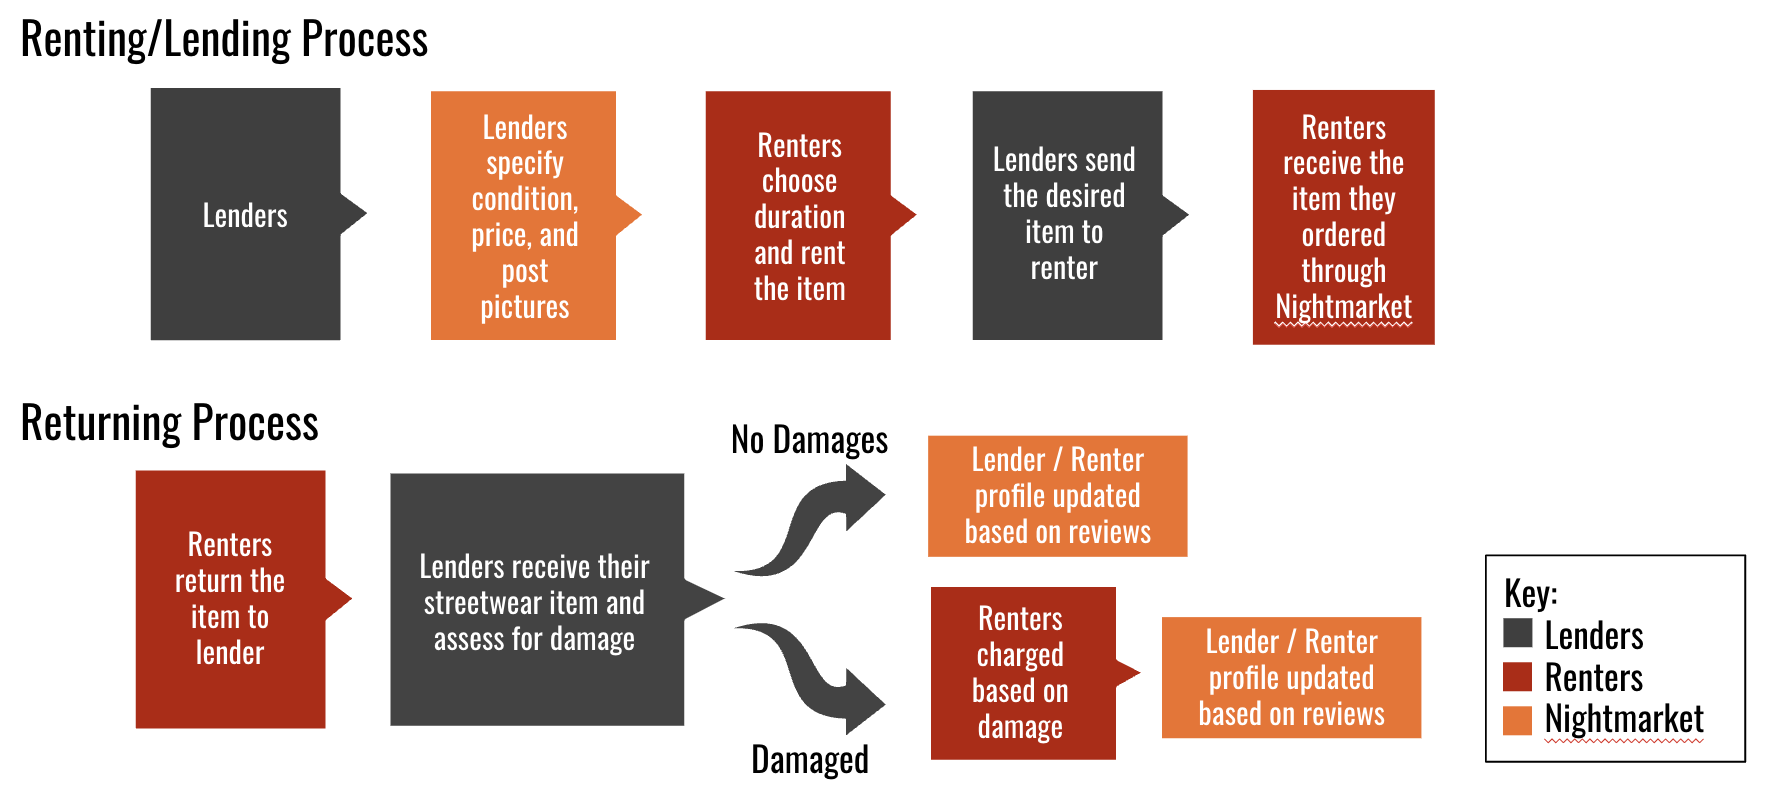 Renting/Lending Process
Lenders
Lenders
specify
condition,
price, and
post
pictures
Renters
choose
duration
and rent
the item
Lenders send
the desired
item to
renter
Renters
receive the
item they
ordered
through
Nightmarket
Returning Process
Renters
return the
item to
lender
Lenders receive their
streetwear item and
assess for damage
No Damages
Lender / Renter
profile updated
based on reviews
Damaged
Renters
charged
based on
damage
Lender / Renter
profile updated
based on reviews
Key:
Lenders
Renters
Nightmarket